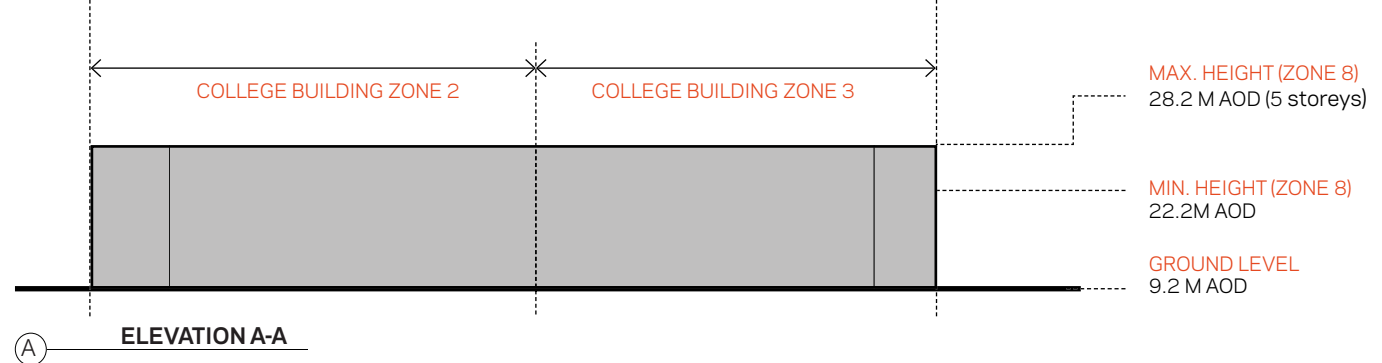 COLLEGE BUILDING ZONE 2
COLLEGE BUILDING ZONE 3
MAX. HEIGHT (ZONE 8)
28.2 M AOD (5 storeys)
MIN. HEIGHT (ZONE 8)
22.2M AOD
GROUND LEVEL
9.2 M AOD
A
ELEVATION A-A